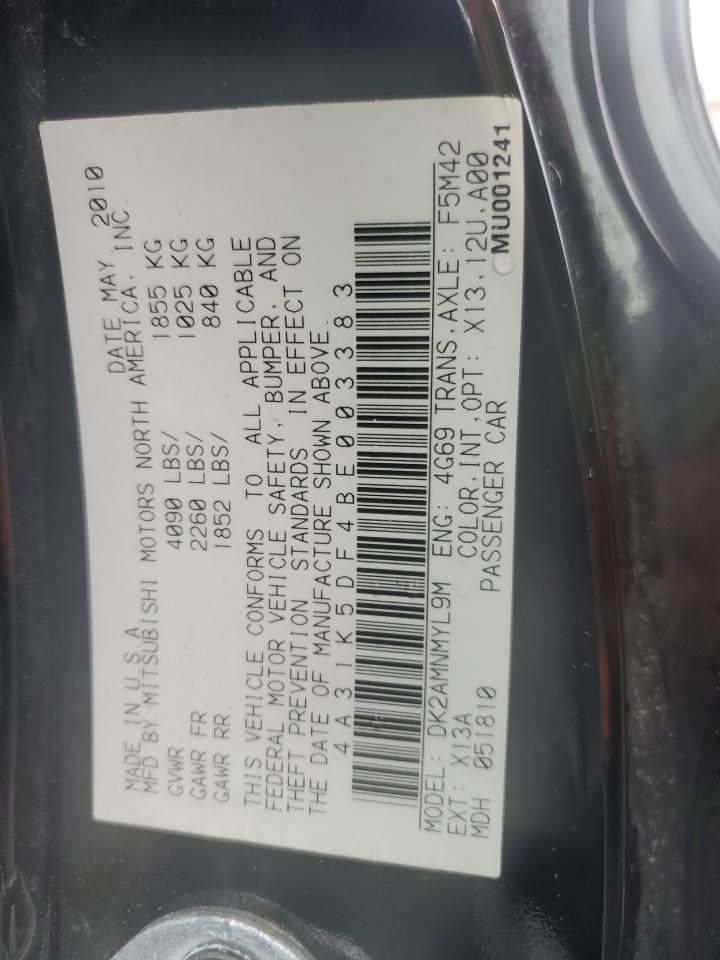 MADE IN U.S.A. DATE MAY 2010
MFD BY MITSUBISHI MOTORS NORTH AMERICA, INC.
GVWR 4090 LBS/ 1855 KG
GAWR FR. 2260 LBS/ 1025 KG
GAWR RR. 1852 LBS/ 840 KG
THIS VEHICLE CONFORMS TO ALL APPLICABLE
FEDERAL MOTOR VEHICLE SAFETY, BUMPER, AND
THEFT PREVENTION STANDARDS IN EFFECT ON
THE DATE OF MANUFACTURE SHOWN ABOVE.
4A31K5DF4BE003383
MODEL: DK2AMNMYL9M ENG: 4G69 TRANS,AXLE: F5M42
EXT: X13A COLOR,INT,OPT: X13,12U,A00
MDH 051810 PASSENGER CAR MU001241